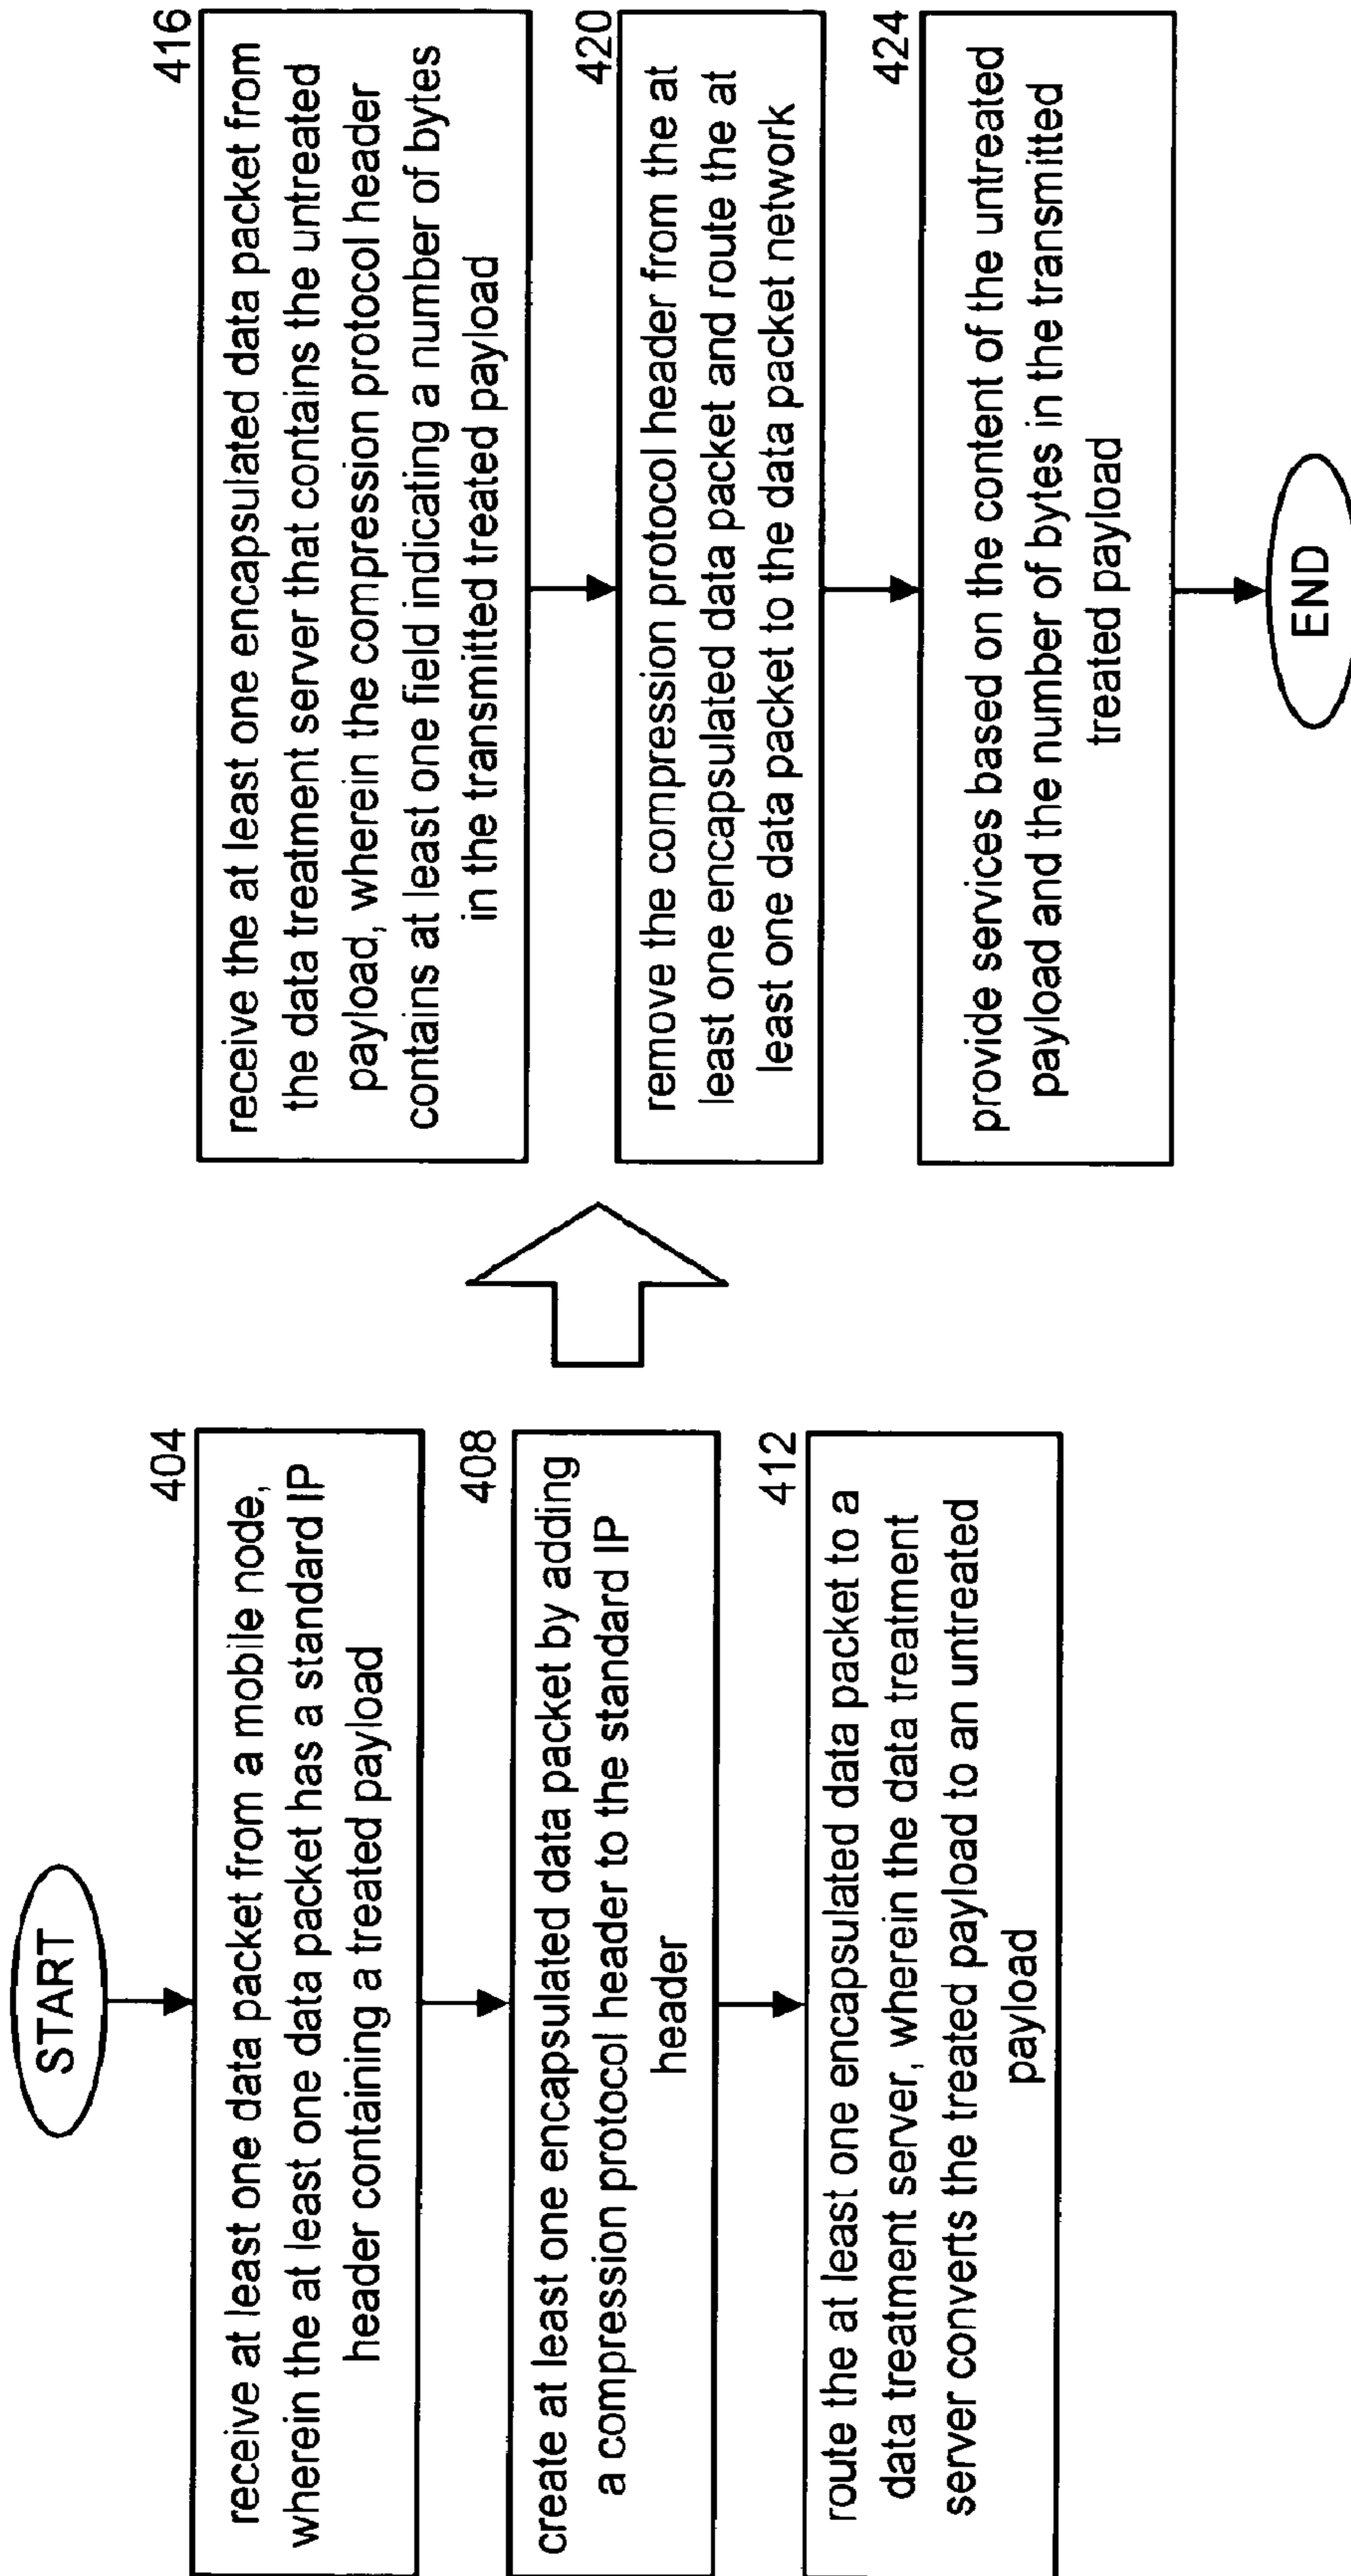 START
404
receive at least one data packet from a mobile node,
wherein the at least one data packet has a standard IP
header containing a treated payload
408
create at least one encapsulated data packet by adding
a compression protocol header to the standard IP
header
412
route the at least one encapsulated data packet to a
data treatment server, wherein the data treatment
server converts the treated payload to an untreated
payload
416
receive the at least one encapsulated data packet from
the data treatment server that contains the untreated
payload, wherein the compression protocol header
contains at least one field indicating a number of bytes
in the transmitted treated payload
420
remove the compression protocol header from the at
least one encapsulated data packet and route the at
least one data packet to the data packet network
424
provide services based on the content of the untreated
payload and the number of bytes in the transmitted
treated payload
END